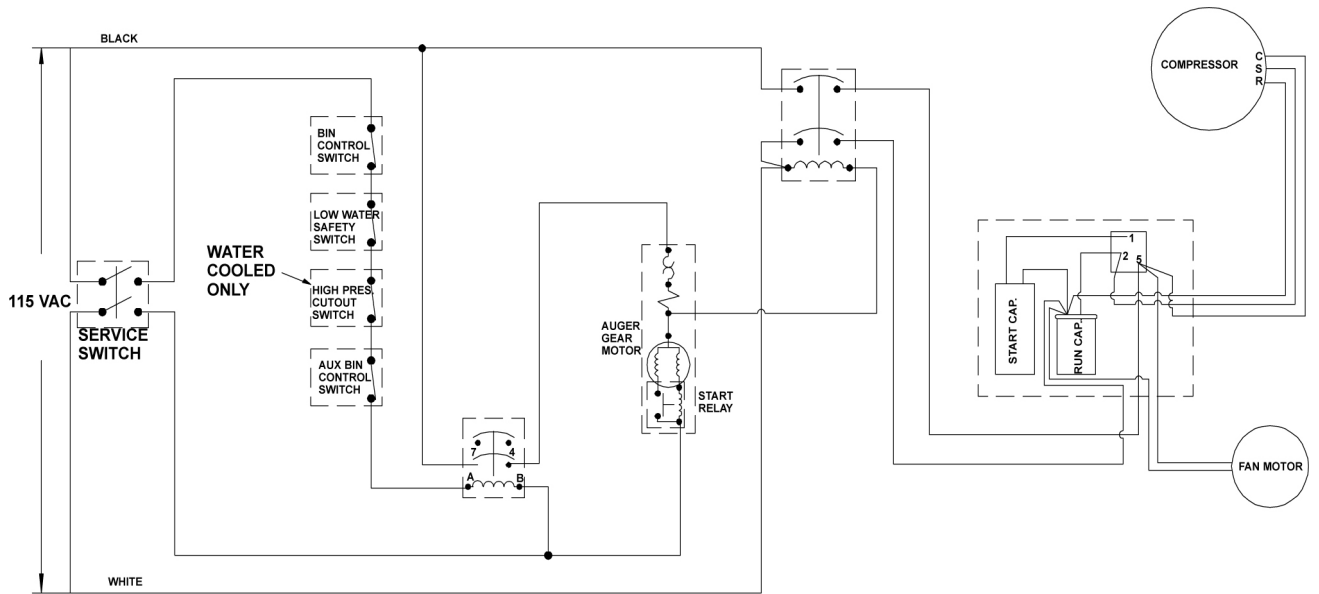 BLACK
COMPRESSOR
C
S
R
BIN
CONTROL
SWITCH
LOW WATER
SAFETY
SWITCH
WATER
COOLED
ONLY
HIGH PRES.
CUTOUT
SWITCH
115 VAC
SERVICE
SWITCH
AUX BIN
CONTROL
SWITCH
AUGER
GEAR
MOTOR
START
RELAY
7
4
A
B
1
2
5
START CAP.
RUN CAP.
FAN MOTOR
WHITE